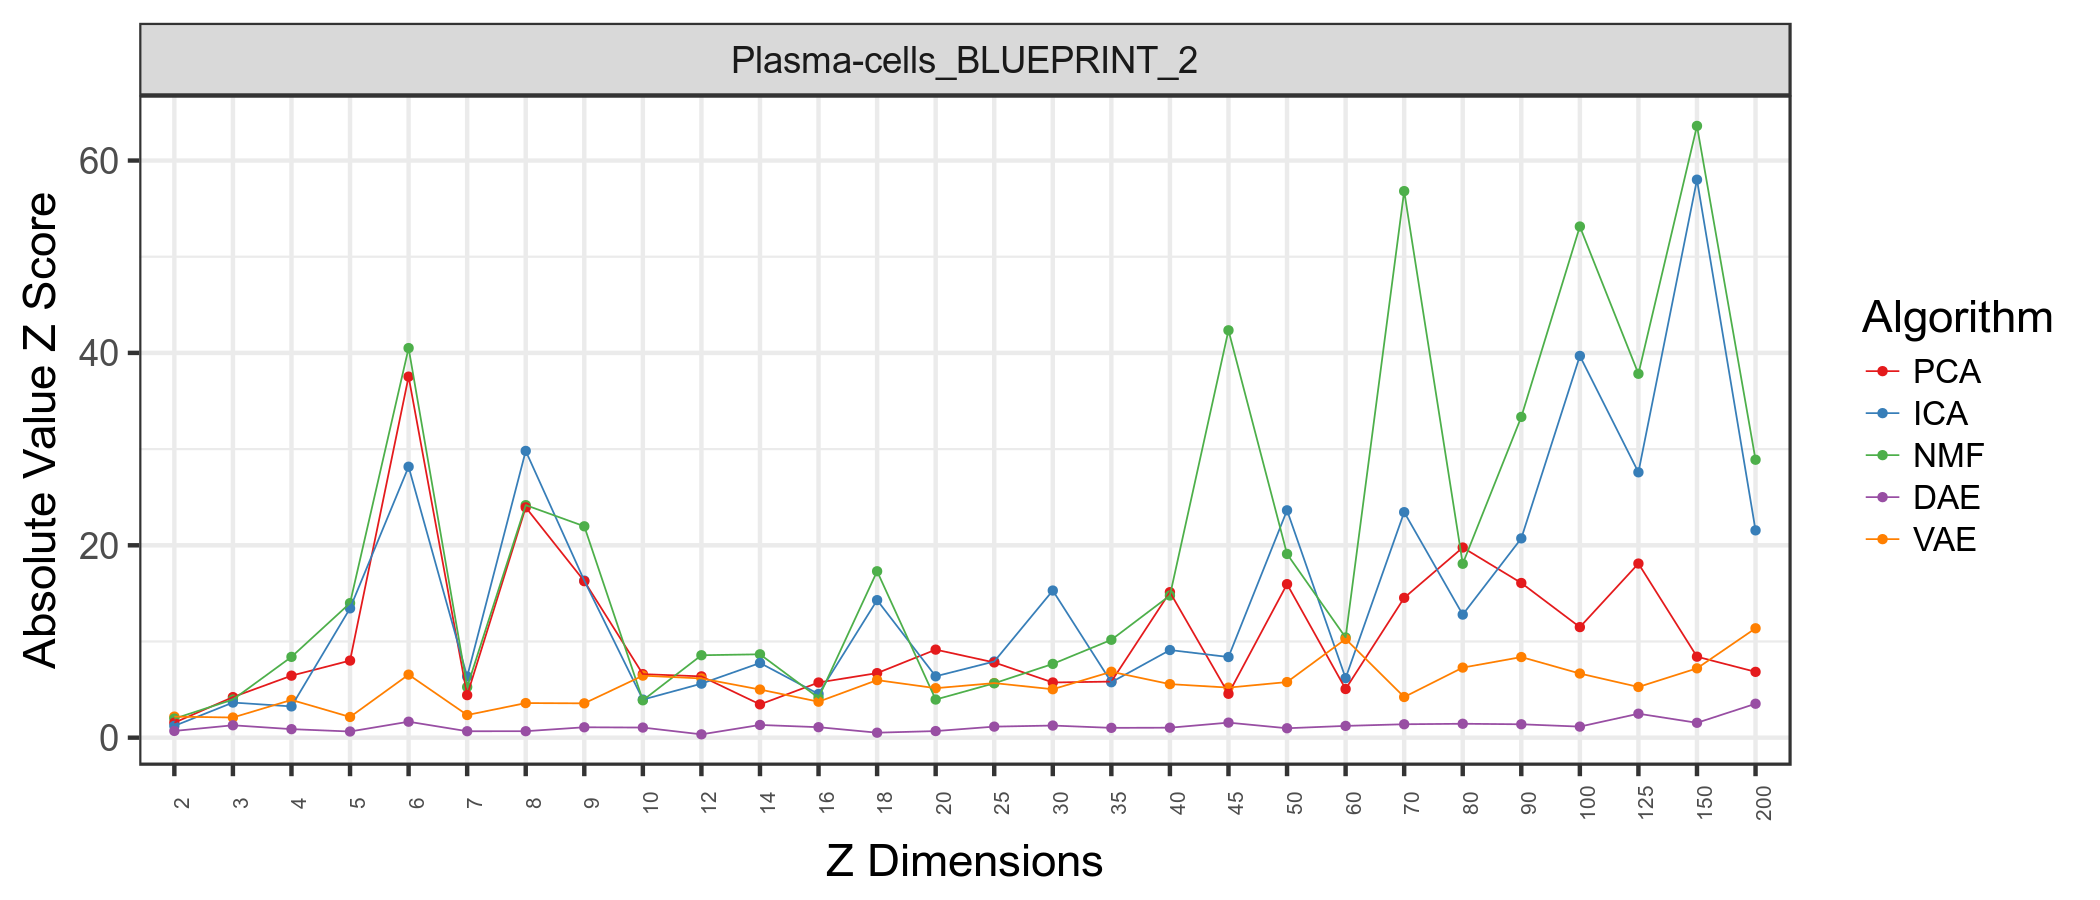 Plasma-cells_BLUEPRINT_2
Absolute Value Z Score
60
40
20
0
2 3 4 5 6 7 8 9 10 12 14 16 18 20 25 30 35 40 45 50 60 70 80 90 100 125 150 200
Z Dimensions
Algorithm
PCA
ICA
NMF
DAE
VAE